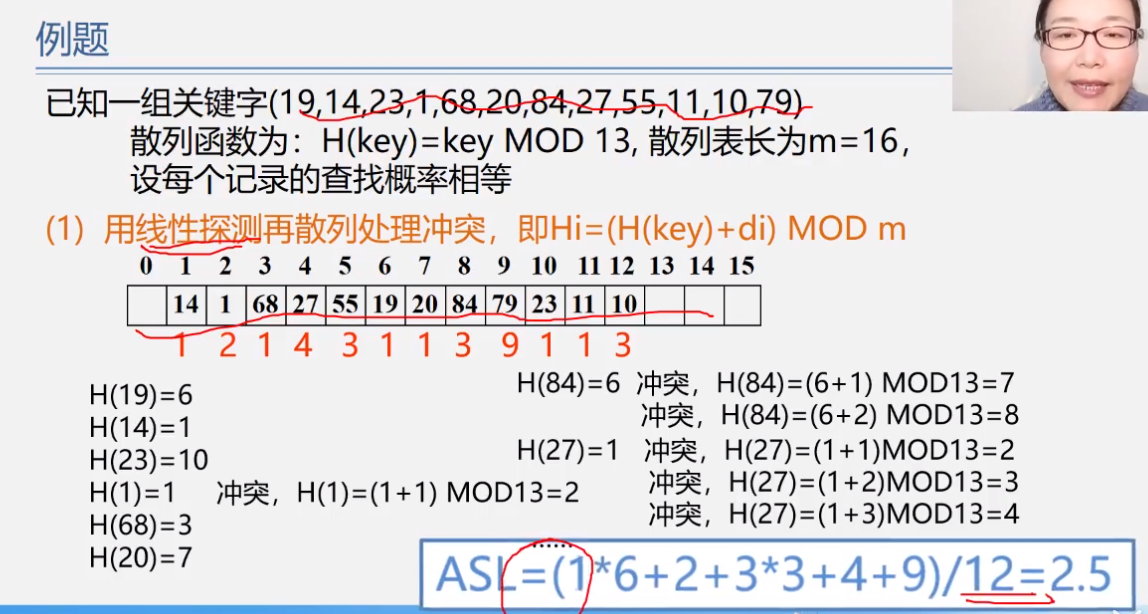 例题
已知一组关键字(19,14,23,1,68,20,84,27,55,11,10,79)
散列函数为：H(key)=key MOD 13, 散列表长为m=16，
设每个记录的查找概率相等
(1) 用线性探测再散列处理冲突，即Hi=(H(key)+di) MOD m
0 1 2 3 4 5 6 7 8 9 10 11 12 13 14 15
14 1 68 27 55 19 20 84 79 23 11 10
1 2 1 4 3 1 1 3 9 1 1 3
H(19)=6
H(14)=1
H(23)=10
H(1)=1 冲突，H(1)=(1+1) MOD13=2
H(68)=3
H(20)=7
H(84)=6 冲突，H(84)=(6+1) MOD13=7
冲突，H(84)=(6+2) MOD13=8
H(27)=1 冲突，H(27)=(1+1)MOD13=2
冲突，H(27)=(1+2)MOD13=3
冲突，H(27)=(1+3)MOD13=4
......
ASL=(1*6+2+3*3+4+9)/12=2.5